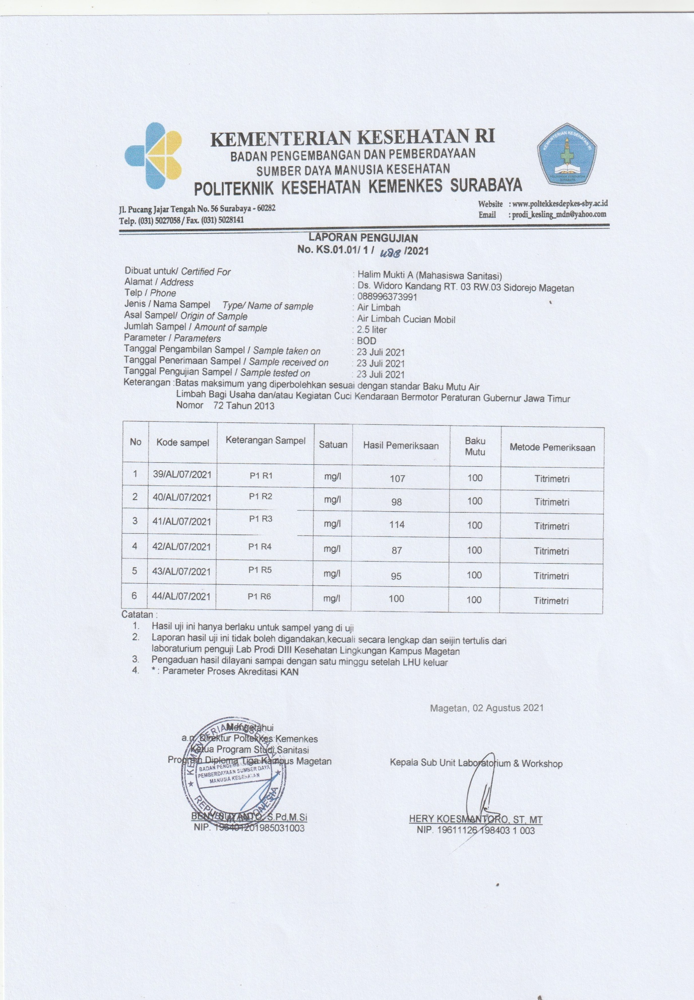 KEMENTERIAN KESEHATAN RI
BADAN PENGEMBANGAN DAN PEMBERDAYAAN
SUMBER DAYA MANUSIA KESEHATAN
POLITEKNIK KESEHATAN KEMENKES SURABAYA
KEMENTERIAN KESEHATAN RI
POLITEKNIK KESEHATAN
SURABAYA
Jl. Pucang Jajar Tengah No. 56 Surabaya - 60282
Telp. (031) 5027058 / Fax. (031) 5028141
Website : www.poltekkesdepkes-sby.ac.id
Email : prodi_kesling_mdn@yahoo.com
LAPORAN PENGUJIAN
No. KS.01.01/ 1 / /2021
Dibuat untuk/ Certified For : Halim Mukti A (Mahasiswa Sanitasi)
Alamat / Address : Ds. Widoro Kandang RT. 03 RW.03 Sidorejo Magetan
Telp / Phone : 088996373991
Jenis / Nama Sampel Type/ Name of sample : Air Limbah
Asal Sampel/ Origin of Sample : Air Limbah Cucian Mobil
Jumlah Sampel / Amount of sample : 2.5 liter
Parameter / Parameters : BOD
Tanggal Pengambilan Sampel / Sample taken on : 23 Juli 2021
Tanggal Penerimaan Sampel / Sample received on : 23 Juli 2021
Tanggal Pengujian Sampel / Sample tested on : 23 Juli 2021
Keterangan :Batas maksimum yang diperbolehkan sesuai dengan standar Baku Mutu Air
Limbah Bagi Usaha dan/atau Kegiatan Cuci Kendaraan Bermotor Peraturan Gubernur Jawa Timur
Nomor 72 Tahun 2013
No Kode sampel Keterangan Sampel Satuan Hasil Pemeriksaan Baku Mutu Metode Pemeriksaan
1 39/AL/07/2021 P1 R1 mg/l 107 100 Titrimetri
2 40/AL/07/2021 P1 R2 mg/l 98 100 Titrimetri
3 41/AL/07/2021 P1 R3 mg/l 114 100 Titrimetri
4 42/AL/07/2021 P1 R4 mg/l 87 100 Titrimetri
5 43/AL/07/2021 P1 R5 mg/l 95 100 Titrimetri
6 44/AL/07/2021 P1 R6 mg/l 100 100 Titrimetri
Catatan :
1. Hasil uji ini hanya berlaku untuk sampel yang di uji
2. Laporan hasil uji ini tidak boleh digandakan,kecuali secara lengkap dan seijin tertulis dari
laboraturium penguji Lab Prodi DIII Kesehatan Lingkungan Kampus Magetan
3. Pengaduan hasil dilayani sampai dengan satu minggu setelah LHU keluar
4. * : Parameter Proses Akreditasi KAN
Magetan, 02 Agustus 2021
Mengetahui
a.n. Direktur Poltekkes Kemenkes
Ketua Program Studi Sanitasi
Program Diploma Tiga Kampus Magetan
Kepala Sub Unit Laboratorium & Workshop
KEMENTERIAN KESEHATAN
BADAN PENGEMBANGAN DAN
PEMBERDAYAAN SUMBER DAYA
MANUSIA KESEHATAN
REPUBLIK INDONESIA
BENY SUYANTO, S.Pd,M.Si
NIP. 196401201985031003
HERY KOESMANTORO, ST, MT
NIP. 19611126 198403 1 003